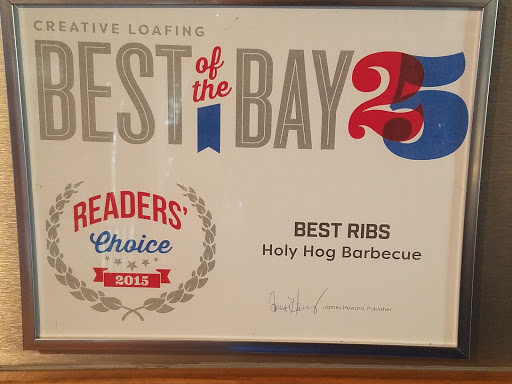 CREATIVE LOAFING
BEST of the BAY 25
READERS'
Choice
2015
BEST RIBS
Holy Hog Barbecue
James Howard, Publisher